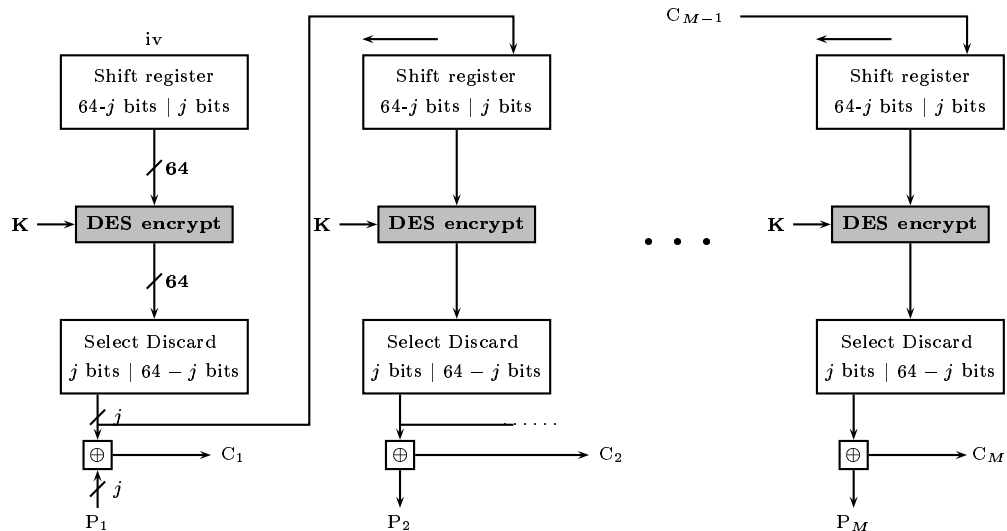 C_{M−1}
iv
Shift register
64-j bits | j bits
Shift register
64-j bits | j bits
Shift register
64-j bits | j bits
64
K
DES encrypt
K
DES encrypt
K
DES encrypt
64
Select Discard
j bits | 64 − j bits
Select Discard
j bits | 64 − j bits
Select Discard
j bits | 64 − j bits
j
⊕
C_1
⊕
C_2
⊕
C_M
j
P_1
P_2
P_M